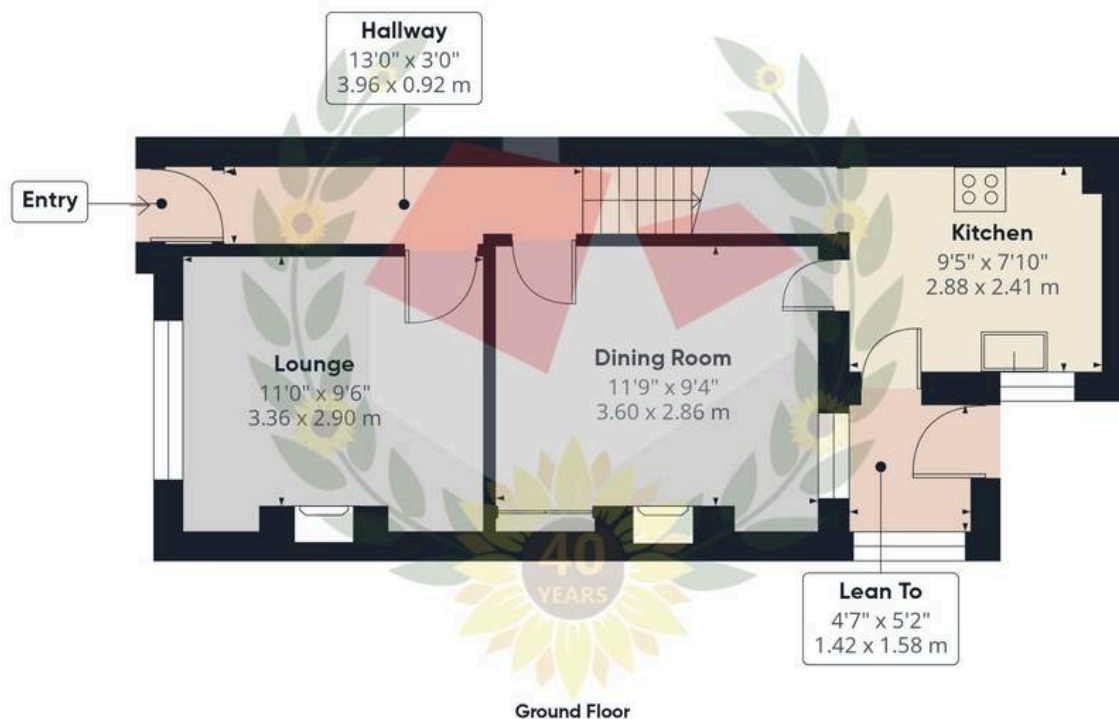 Hallway
13'0" x 3'0"
3.96 x 0.92 m
Entry
Kitchen
9'5" x 7'10"
2.88 x 2.41 m
Lounge
11'0" x 9'6"
3.36 x 2.90 m
Dining Room
11'9" x 9'4"
3.60 x 2.86 m
40
YEARS
Lean To
4'7" x 5'2"
1.42 x 1.58 m
Ground Floor